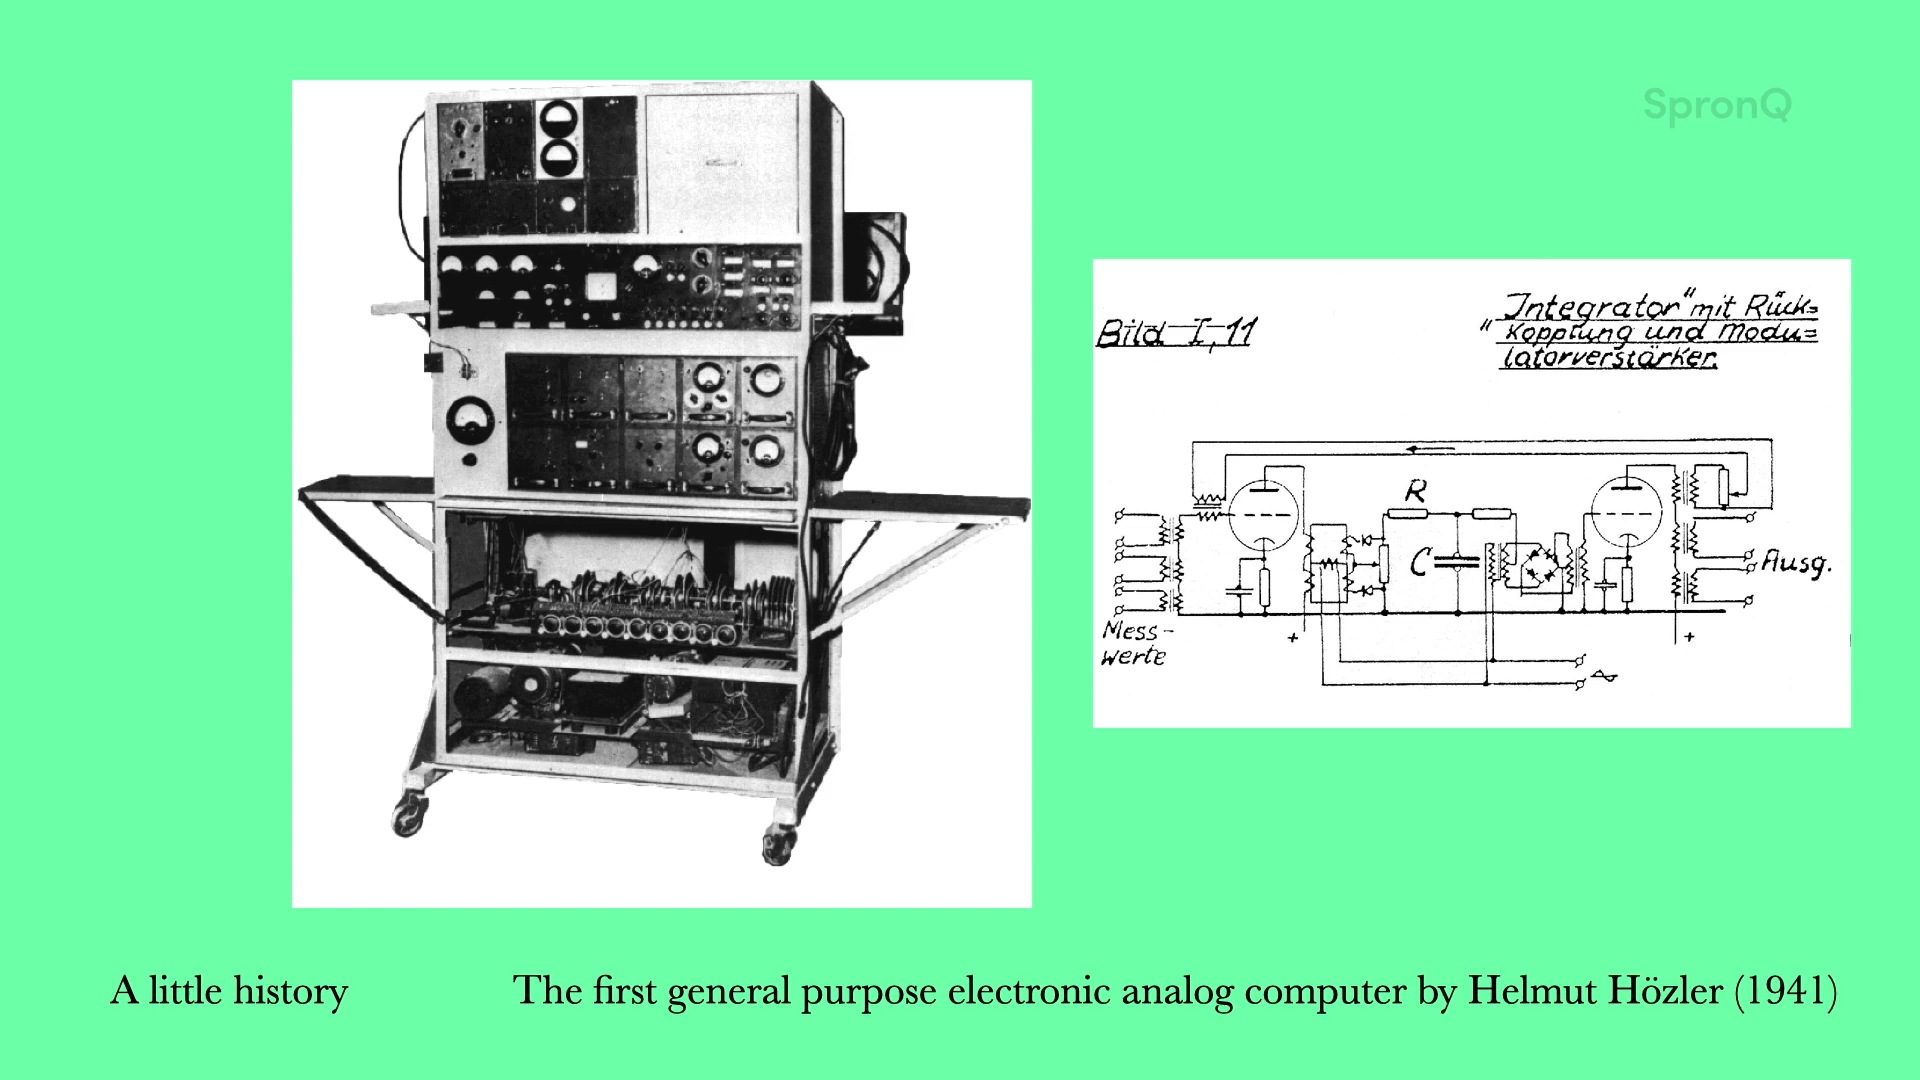 SpronQ
Bild I,11
„Integrator“ mit Rück=
"kopplung und Modu=
latorverstärker.
R
C
Ausg.
Mess-
werte
+
+
A little history
The first general purpose electronic analog computer by Helmut Hözler (1941)